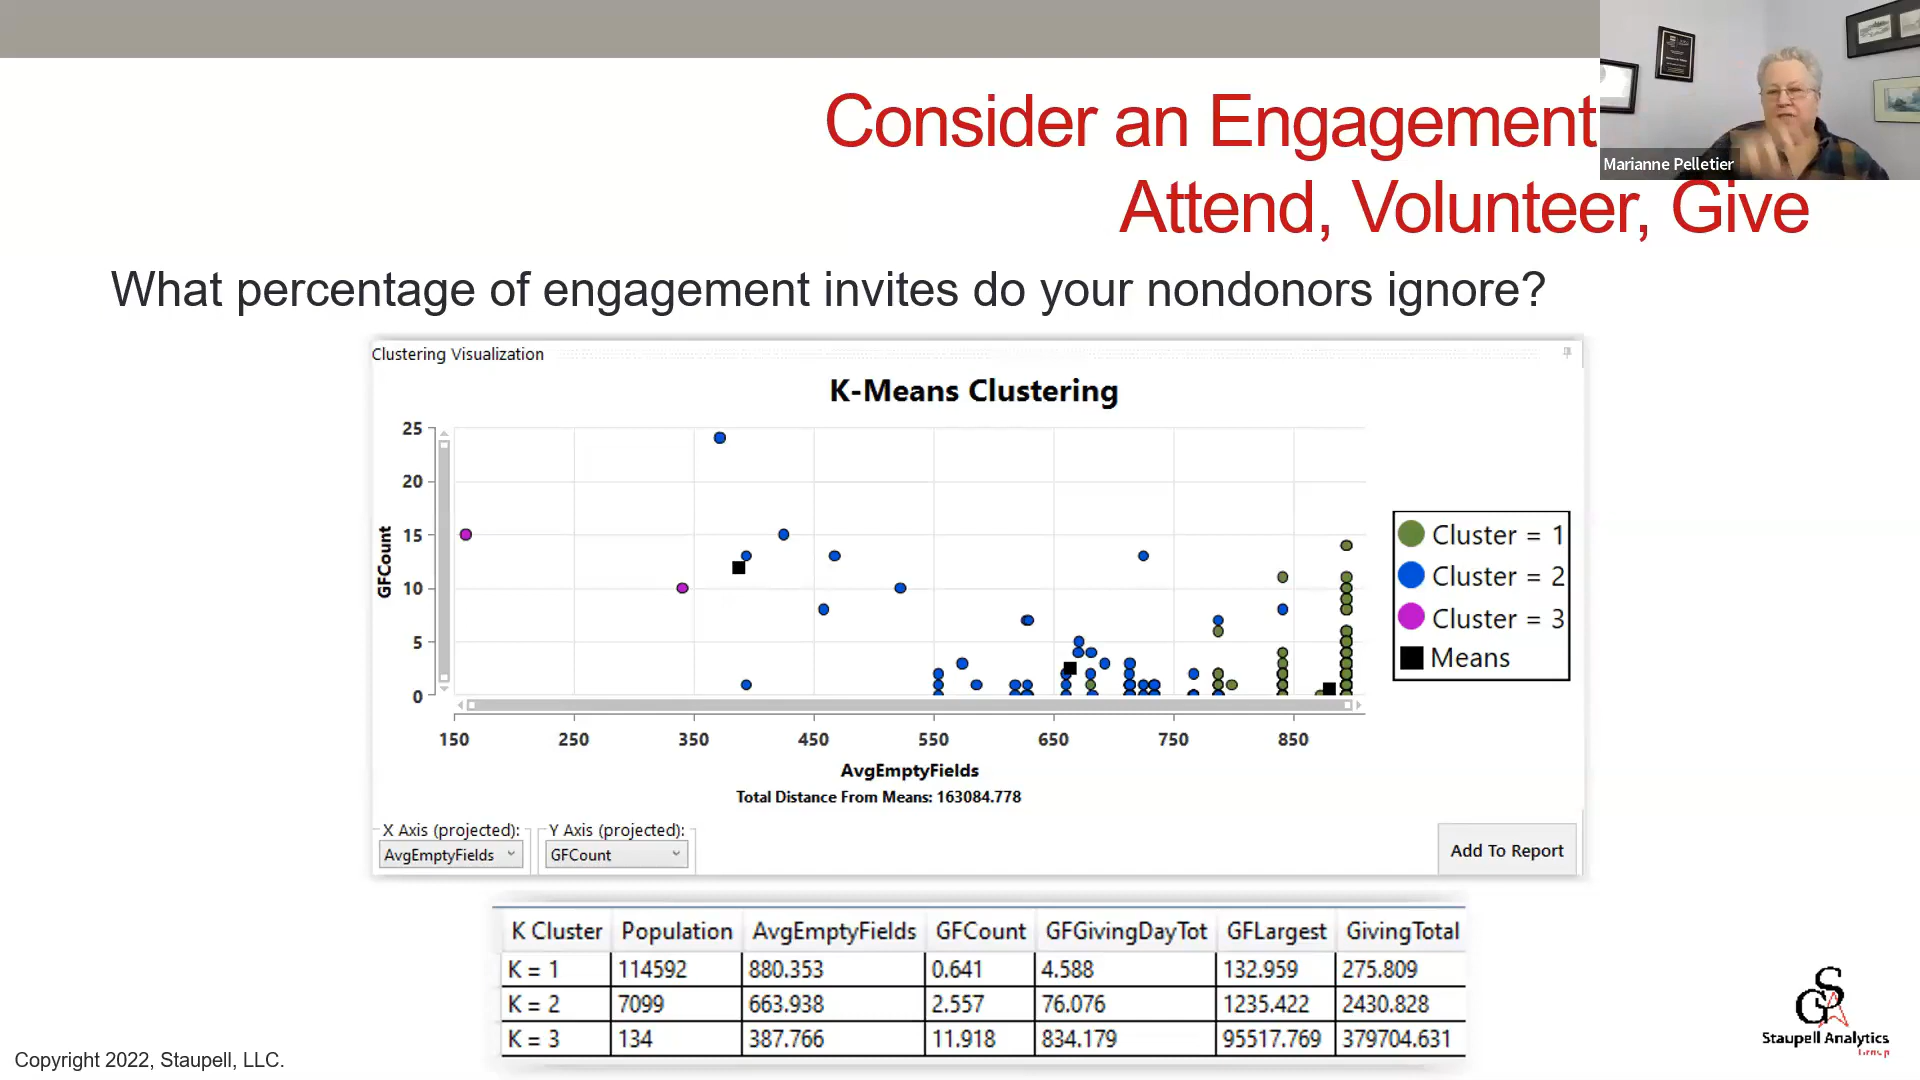 Consider an Engagement
Marianne Pelletier
Attend, Volunteer, Give
What percentage of engagement invites do your nondonors ignore?
Clustering Visualization
K-Means Clustering
25
20
15
10
5
0
GFCount
150 250 350 450 550 650 750 850
AvgEmptyFields
Total Distance From Means: 163084.778
Cluster = 1
Cluster = 2
Cluster = 3
Means
X Axis (projected): Y Axis (projected):
AvgEmptyFields GFCount
Add To Report
K Cluster Population AvgEmptyFields GFCount GFGivingDayTot GFLargest GivingTotal
K = 1 114592 880.353 0.641 4.588 132.959 275.809
K = 2 7099 663.938 2.557 76.076 1235.422 2430.828
K = 3 134 387.766 11.918 834.179 95517.769 379704.631
Copyright 2022, Staupell, LLC.
Staupell Analytics
Group